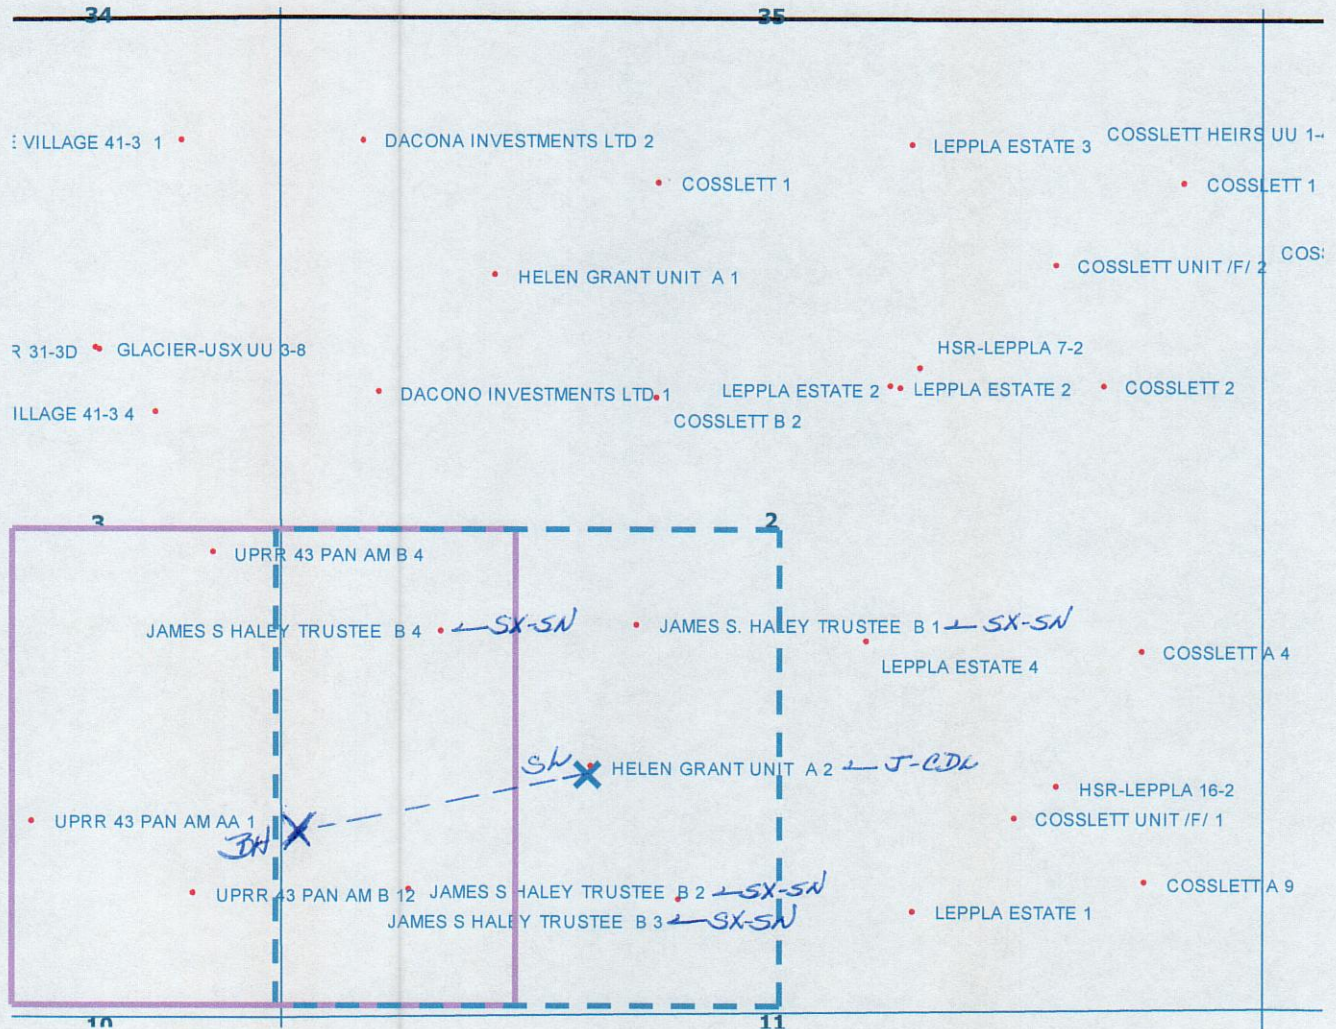 34
35
: VILLAGE 41-3 1
DACONA INVESTMENTS LTD 2
LEPPLA ESTATE 3
COSSLETT HEIRS UU 1-
COSSLETT 1
COSSLETT 1
HELEN GRANT UNIT A 1
COSSLETT UNIT /F/ 2
COS
R 31-3D
GLACIER-USX UU 3-8
HSR-LEPPLA 7-2
DACONO INVESTMENTS LTD 1
LEPPLA ESTATE 2
LEPPLA ESTATE 2
COSSLETT 2
ILLAGE 41-3 4
COSSLETT B 2
3
2
UPRR 43 PAN AM B 4
JAMES S HALEY TRUSTEE B 4
SX-SN
JAMES S. HALEY TRUSTEE B 1
SX-SN
LEPPLA ESTATE 4
COSSLETT A 4
HELEN GRANT UNIT A 2
HSR-LEPPLA 16-2
UPRR 43 PAN AM AA 1
COSSLETT UNIT /F/ 1
BH
UPRR 43 PAN AM B 12
JAMES S HALEY TRUSTEE B 2
SX-SN
COSSLETT A 9
JAMES S HALEY TRUSTEE B 3
SX-SN
LEPPLA ESTATE 1
10
11